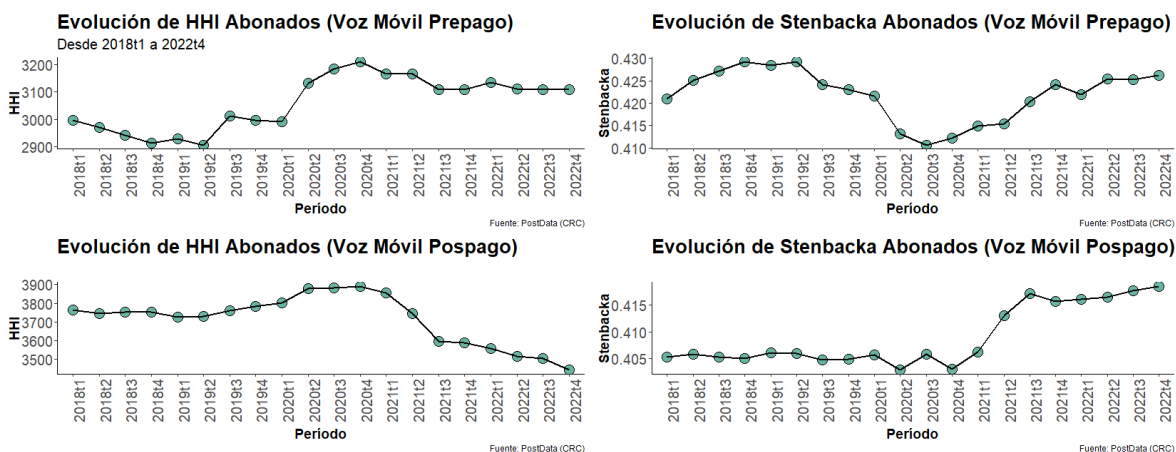 Evolución de HHI Abonados (Voz Móvil Prepago)
Desde 2018t1 a 2022t4
HHI
3200
3100
3000
2900
2018t1
2018t2
2018t3
2018t4
2019t1
2019t2
2019t3
2019t4
2020t1
2020t2
2020t3
2020t4
2021t1
2021t2
2021t3
2021t4
2022t1
2022t2
2022t3
2022t4
Período
Fuente: PostData (CRC)
Evolución de Stenbacka Abonados (Voz Móvil Prepago)
Stenbacka
0.430
0.425
0.420
0.415
0.410
2018t1
2018t2
2018t3
2018t4
2019t1
2019t2
2019t3
2019t4
2020t1
2020t2
2020t3
2020t4
2021t1
2021t2
2021t3
2021t4
2022t1
2022t2
2022t3
2022t4
Período
Fuente: PostData (CRC)
Evolución de HHI Abonados (Voz Móvil Pospago)
HHI
3900
3800
3700
3600
3500
2018t1
2018t2
2018t3
2018t4
2019t1
2019t2
2019t3
2019t4
2020t1
2020t2
2020t3
2020t4
2021t1
2021t2
2021t3
2021t4
2022t1
2022t2
2022t3
2022t4
Período
Fuente: PostData (CRC)
Evolución de Stenbacka Abonados (Voz Móvil Pospago)
Stenbacka
0.415
0.410
0.405
2018t1
2018t2
2018t3
2018t4
2019t1
2019t2
2019t3
2019t4
2020t1
2020t2
2020t3
2020t4
2021t1
2021t2
2021t3
2021t4
2022t1
2022t2
2022t3
2022t4
Período
Fuente: PostData (CRC)